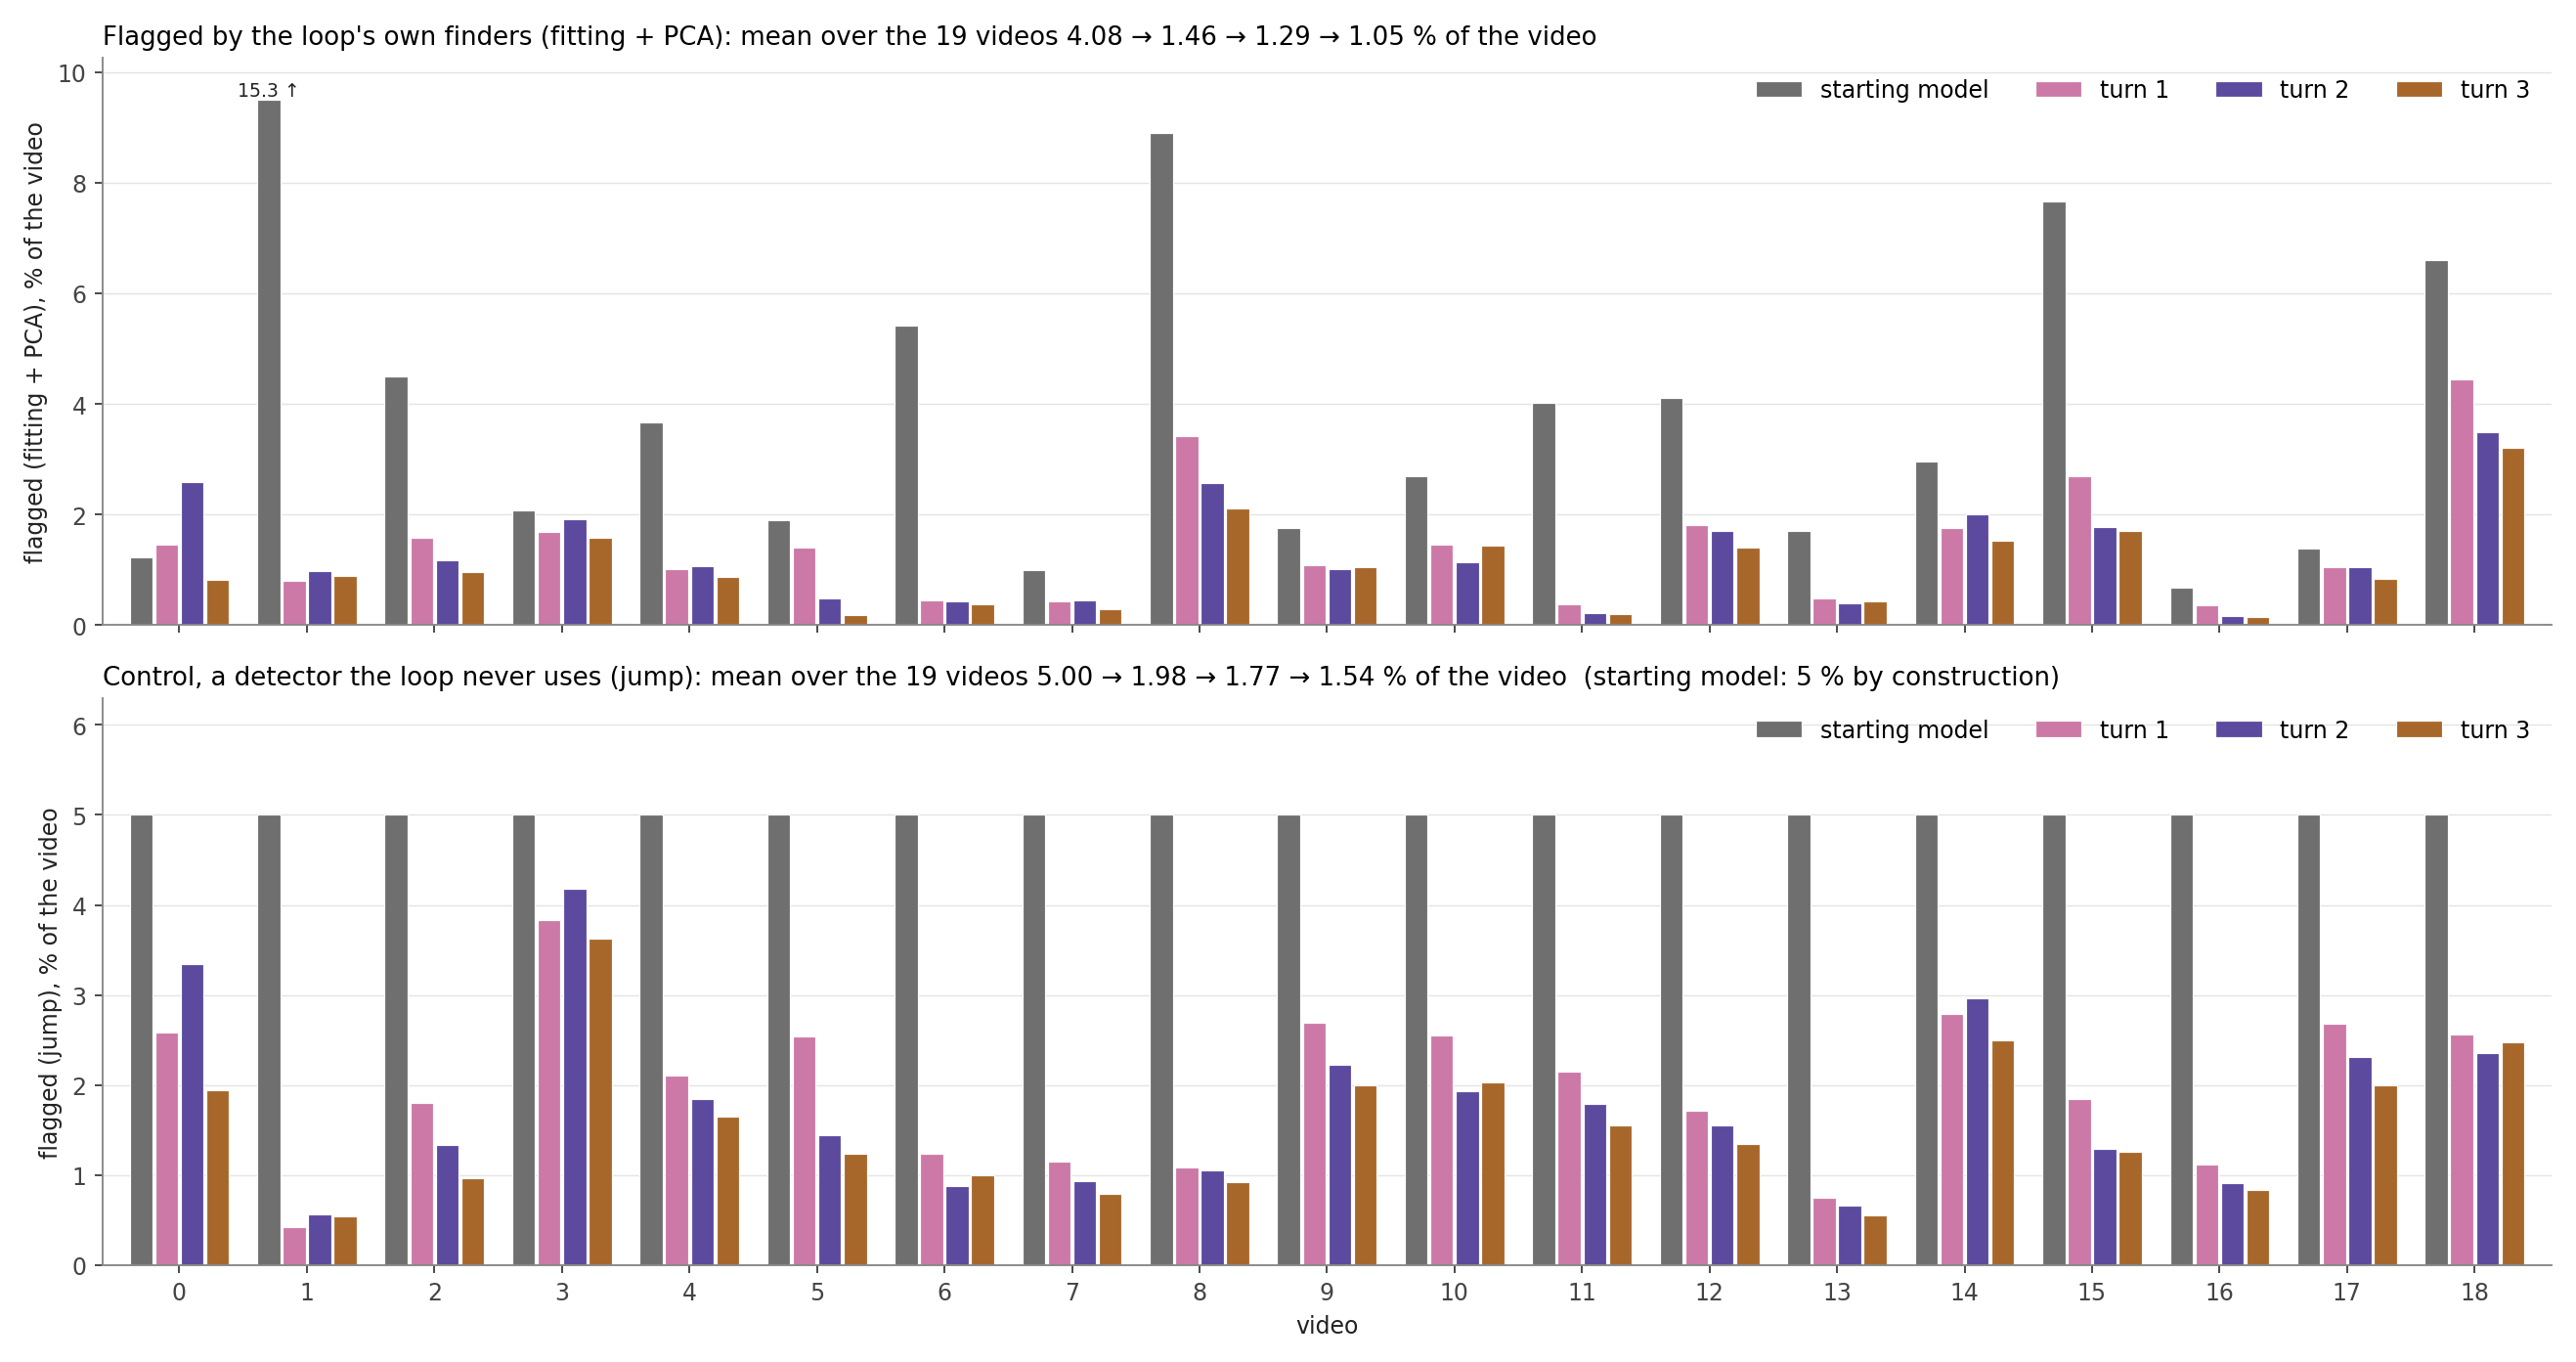 Flagged by the loop's own finders (fitting + PCA): mean over the 19 videos 4.08 → 1.46 → 1.29 → 1.05 % of the video
flagged (fitting + PCA), % of the video
10
8
6
4
2
0
15.3 ↑
starting model turn 1 turn 2 turn 3
Control, a detector the loop never uses (jump): mean over the 19 videos 5.00 → 1.98 → 1.77 → 1.54 % of the video (starting model: 5 % by construction)
flagged (jump), % of the video
6
5
4
3
2
1
0
starting model turn 1 turn 2 turn 3
0 1 2 3 4 5 6 7 8 9 10 11 12 13 14 15 16 17 18
video